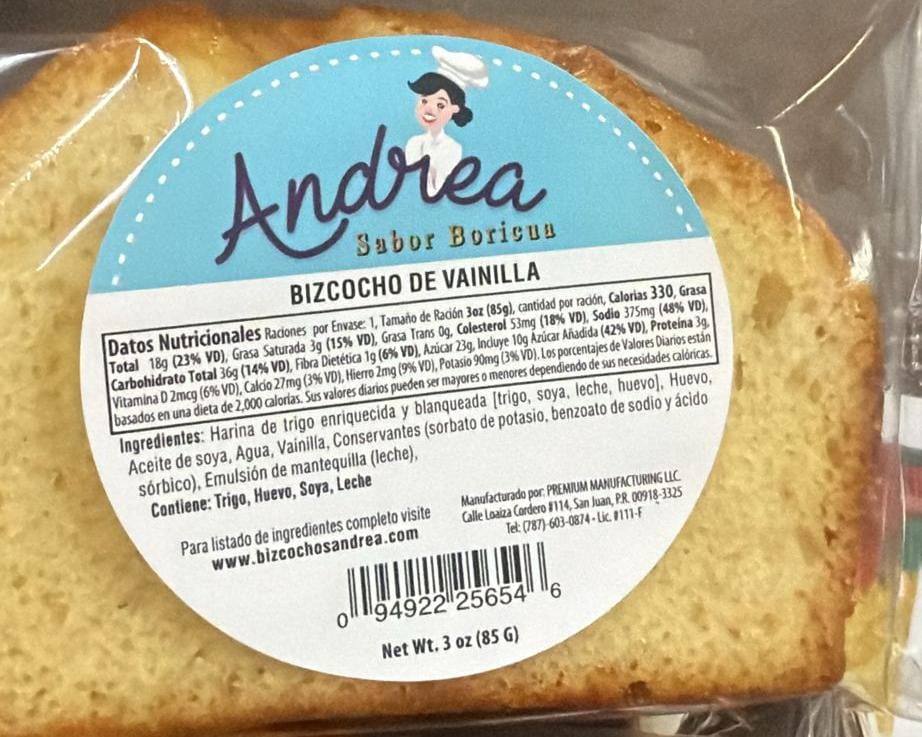 Andrea
Sabor Boricua
BIZCOCHO DE VAINILLA
Datos Nutricionales Raciones por Envase: 1, Tamaño de Ración 3oz (85g), cantidad por ración, Calorias 330, Grasa
Total 18g (23% VD), Grasa Saturada 3g (15% VD), Grasa Trans 0g, Colesterol 53mg (18% VD), Sodio 375mg (48% VD),
Carbohidrato Total 36g (14% VD), Fibra Dietética 1g (6% VD), Azúcar 23g, Incluye 10g Azúcar Añadida (42% VD), Proteína 3g,
Vitamina D 2mcg (6% VD), Calcio 27mg (3% VD), Hierro 2mg (9% VD), Potasio 90mg (3% VD). Los porcentajes de Valores Diarios están
basados en una dieta de 2,000 calorías. Sus valores diarios pueden ser mayores o menores dependiendo de sus necesidades calóricas.
Ingredientes: Harina de trigo enriquecida y blanqueada [trigo, soya, leche, huevo], Huevo,
Aceite de soya, Agua, Vainilla, Conservantes (sorbato de potasio, benzoato de sodio y ácido
sórbico), Emulsión de mantequilla (leche),
Contiene: Trigo, Huevo, Soya, Leche
Para listado de ingredientes completo visite
www.bizcochosandrea.com
Manufacturado por: PREMIUM MANUFACTURING LLC
Calle Loaiza Cordero #114, San Juan, P.R. 00918-3325
Tel: (787)-603-0874 - Lic. #111-F
0 94922 25654 6
Net Wt. 3 oz (85 G)